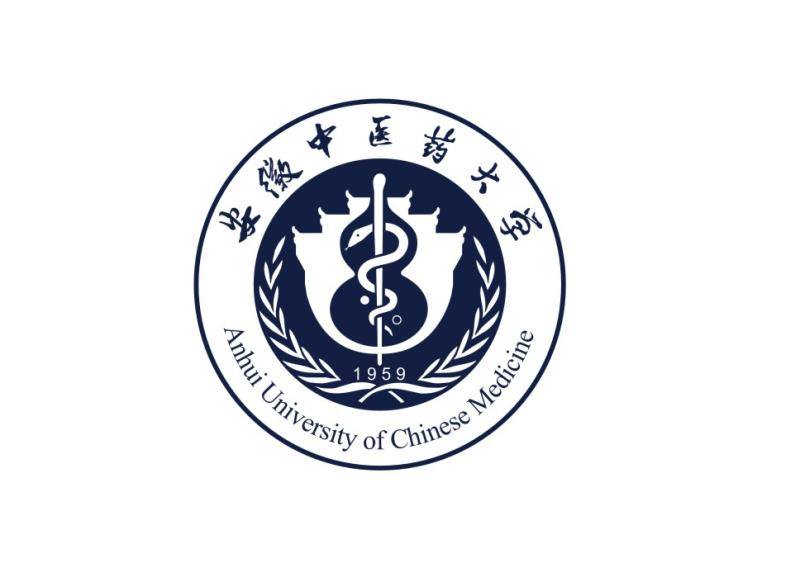 安徽中医药大学
1959
Anhui University of Chinese Medicine